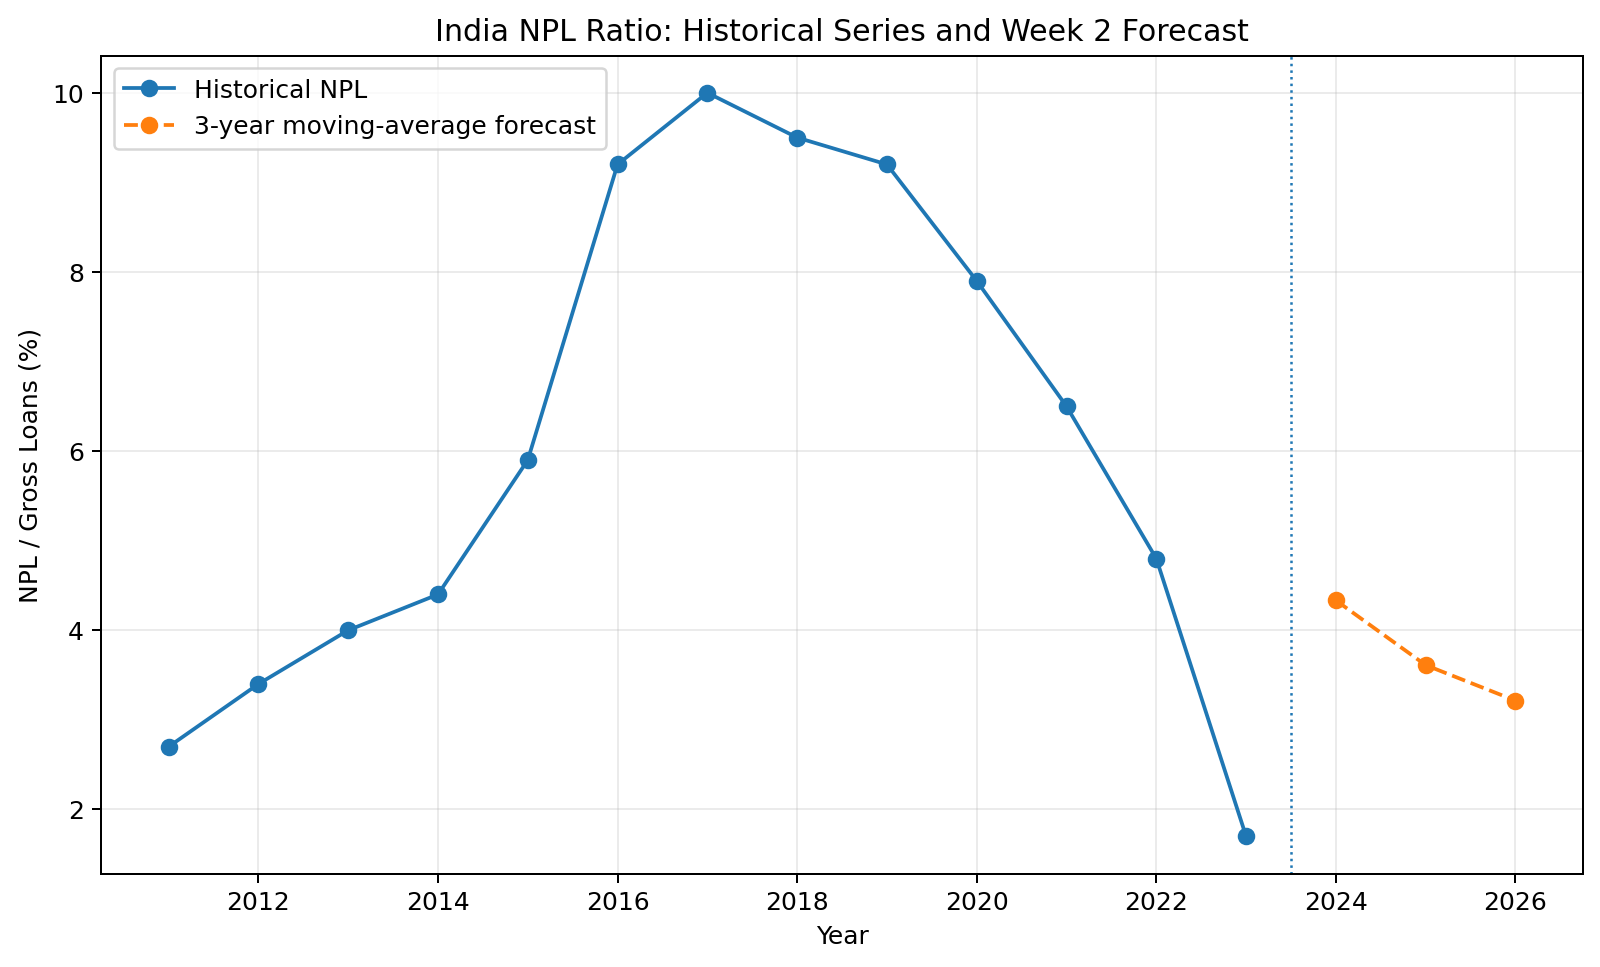 India NPL Ratio: Historical Series and Week 2 Forecast
Historical NPL
3-year moving-average forecast
NPL / Gross Loans (%)
10
8
6
4
2
2012 2014 2016 2018 2020 2022 2024 2026
Year